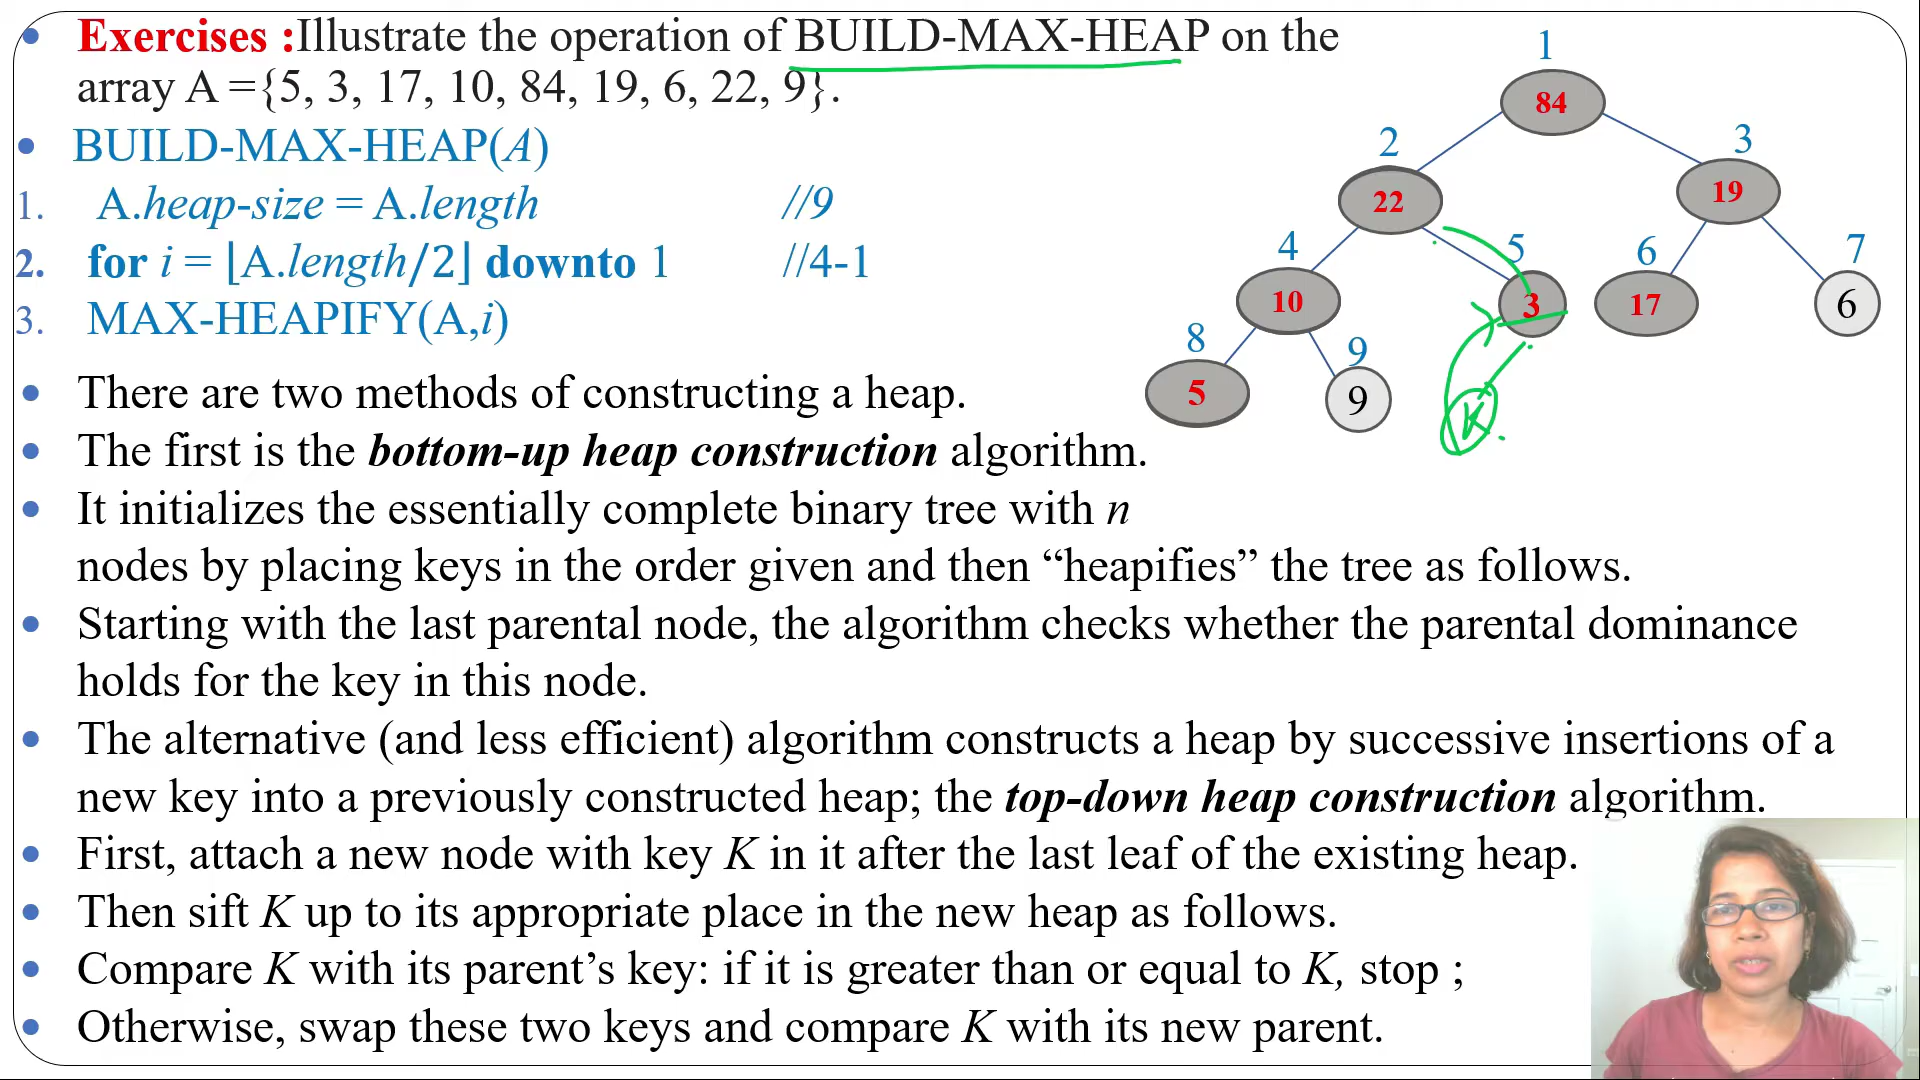 • Exercises :Illustrate the operation of BUILD-MAX-HEAP on the
array A ={5, 3, 17, 10, 84, 19, 6, 22, 9}.
• BUILD-MAX-HEAP(A)
1. A.heap-size = A.length //9
2. for i = ⌊A.length/2⌋ downto 1 //4-1
3. MAX-HEAPIFY(A,i)
• There are two methods of constructing a heap.
• The first is the bottom-up heap construction algorithm.
• It initializes the essentially complete binary tree with n
nodes by placing keys in the order given and then “heapifies” the tree as follows.
• Starting with the last parental node, the algorithm checks whether the parental dominance
holds for the key in this node.
• The alternative (and less efficient) algorithm constructs a heap by successive insertions of a
new key into a previously constructed heap; the top-down heap construction algorithm.
• First, attach a new node with key K in it after the last leaf of the existing heap.
• Then sift K up to its appropriate place in the new heap as follows.
• Compare K with its parent’s key: if it is greater than or equal to K, stop ;
• Otherwise, swap these two keys and compare K with its new parent.
1
84
2 3
22 19
4 5 6 7
10 3 17 6
8 9
5 9 K